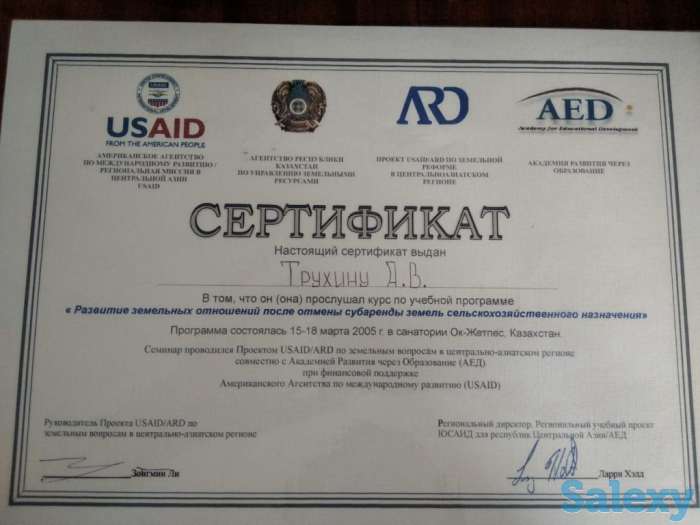 USAID
FROM THE AMERICAN PEOPLE
АМЕРИКАНСКОЕ АГЕНТСТВО
ПО МЕЖДУНАРОДНОМУ РАЗВИТИЮ /
РЕГИОНАЛЬНАЯ МИССИЯ В
ЦЕНТРАЛЬНОЙ АЗИИ
USAID
АГЕНТСТВО РЕСПУБЛИКИ
КАЗАХСТАН
ПО УПРАВЛЕНИЮ ЗЕМЕЛЬНЫМИ
РЕСУРСАМИ
ARD
ПРОЕКТ USAID/ARD ПО ЗЕМЕЛЬНОЙ
РЕФОРМЕ
В ЦЕНТРАЛЬНОАЗИАТСКОМ
РЕГИОНЕ
AED
Academy for Educational Development
АКАДЕМИЯ РАЗВИТИЯ ЧЕРЕЗ
ОБРАЗОВАНИЕ
СЕРТИФИКАТ
Настоящий сертификат выдан
Трухину А.В.
В том, что он (она) прослушал курс по учебной программе
« Развитие земельных отношений после отмены субаренды земель сельскохозяйственного назначения»
Программа состоялась 15-18 марта 2005 г. в санатории Ок-Жетпес, Казахстан.
Семинар проводился Проектом USAID/ARD по земельным вопросам в центрально-азиатском регионе
совместно с Академией Развития через Образование (АЕД)
при финансовой поддержке
Американского Агентства по международному развитию (USAID)
Руководитель Проекта USAID/ARD по
земельным вопросам в центрально-азиатском регионе
Зонгмин Ли
Региональный директор, Региональный учебный проект
ЮСАИД для республик Центральной Азии/АЕД
Ларри Хэлд
Salexy